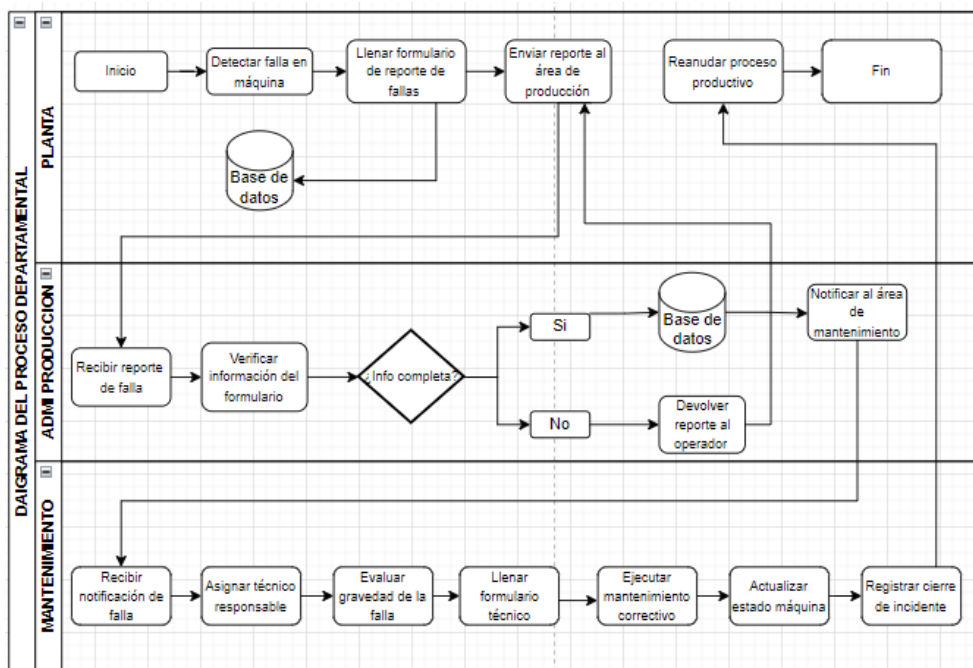 DAIGRAMA DEL PROCESO DEPARTAMENTAL
PLANTA
Inicio
Detectar falla en
máquina
Llenar formulario
de reporte de
fallas
Enviar reporte al
área de
producción
Reanudar proceso
productivo
Fin
Base de
datos
ADMI PRODUCCION
Recibir reporte
de falla
Verificar
información del
formulario
¿Info completa?
Si
No
Base de
datos
Devolver
reporte al
operador
Notificar al área
de
mantenimiento
MANTENIMIENTO
Recibir
notificación de
falla
Asignar técnico
responsable
Evaluar
gravedad de la
falla
Llenar
formulario
técnico
Ejecutar
mantenimiento
correctivo
Actualizar
estado máquina
Registrar cierre
de incidente